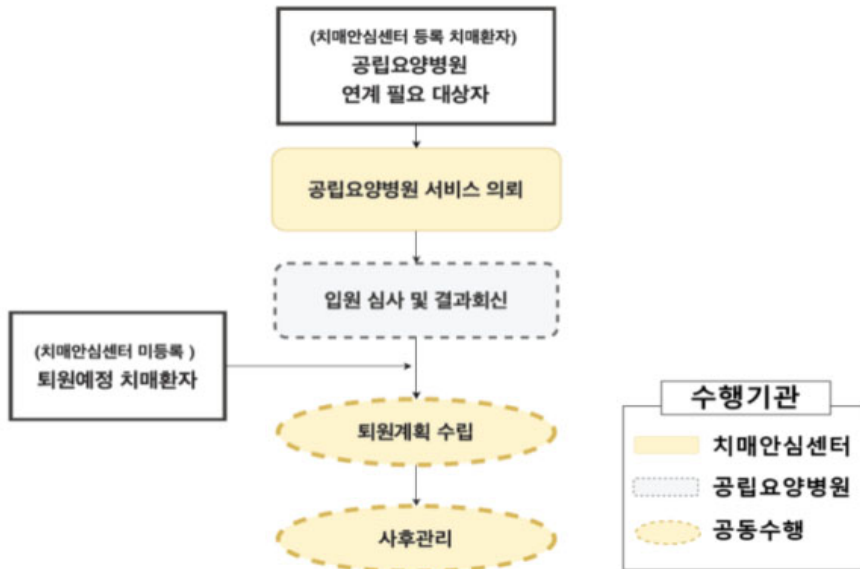 (치매안심센터 등록 치매환자)
공립요양병원
연계 필요 대상자
공립요양병원 서비스 의뢰
입원 심사 및 결과회신
(치매안심센터 미등록 )
퇴원예정 치매환자
퇴원계획 수립
사후관리
수행기관
치매안심센터
공립요양병원
공동수행